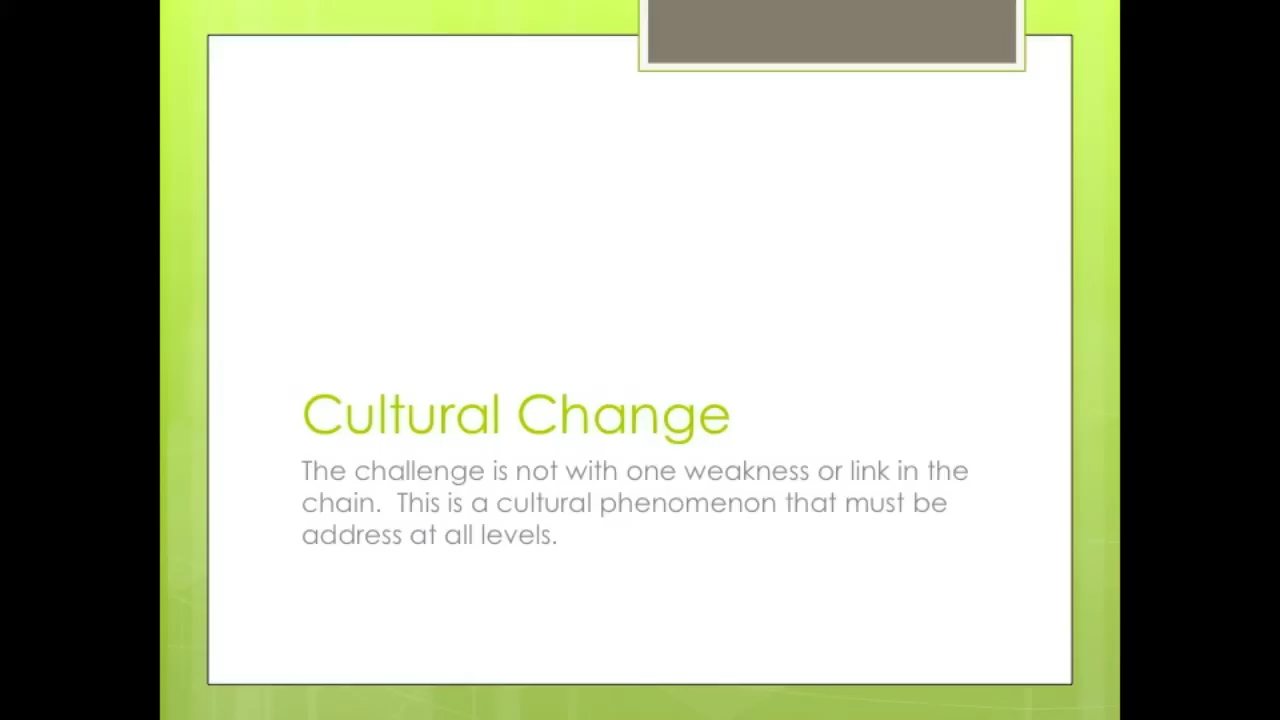 Cultural Change
The challenge is not with one weakness or link in the
chain.  This is a cultural phenomenon that must be
address at all levels.